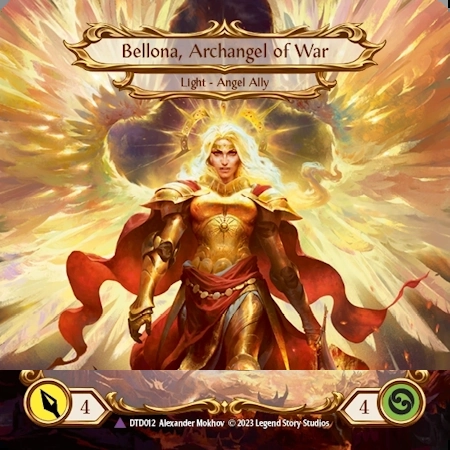 Bellona, Archangel of War
Light - Angel Ally
4
4
DTD012 Alexander Mokhov © 2023 Legend Story Studios